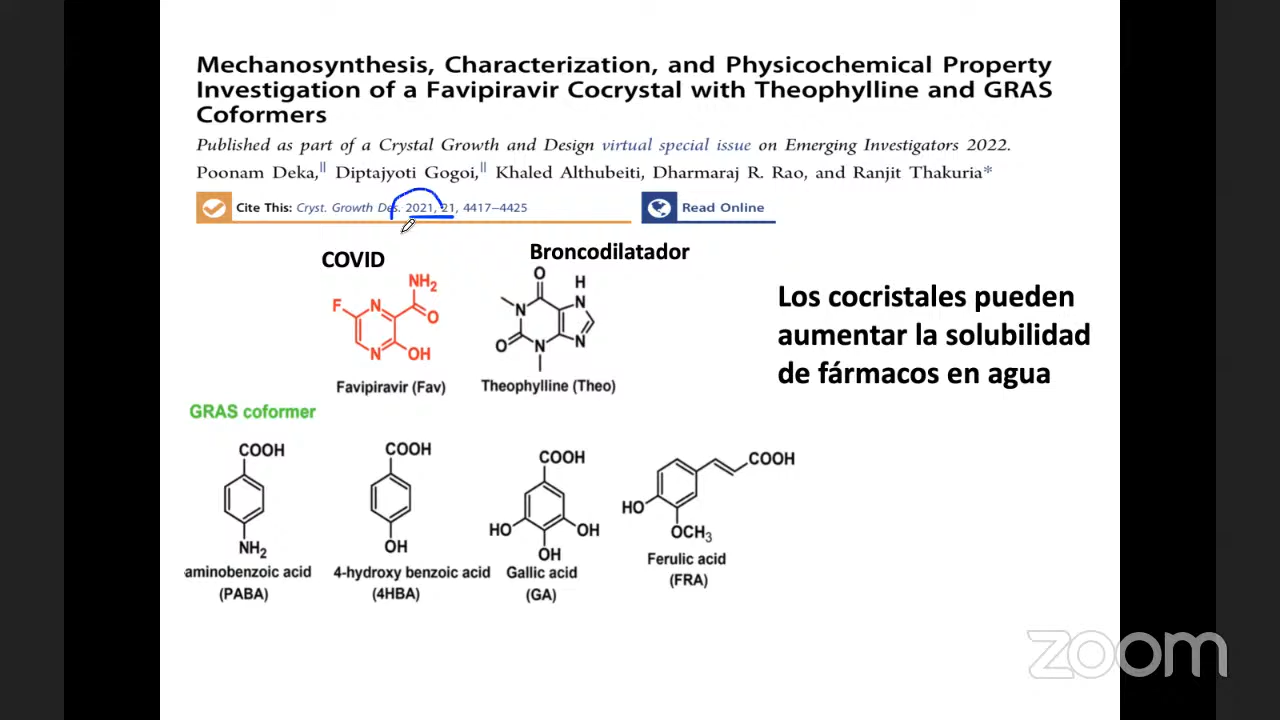 Mechanosynthesis, Characterization, and Physicochemical Property
Investigation of a Favipiravir Cocrystal with Theophylline and GRAS
Coformers
Published as part of a Crystal Growth and Design virtual special issue on Emerging Investigators 2022.
Poonam Deka,|| Diptajyoti Gogoi,|| Khaled Althubeiti, Dharmaraj R. Rao, and Ranjit Thakuria*
Cite This: Cryst. Growth Des. 2021, 21, 4417–4425
Read Online
COVID
Broncodilatador
NH2
F
N
O
N
OH
Favipiravir (Fav)
O
H
N
N
O
N
N
Theophylline (Theo)
Los cocristales pueden
aumentar la solubilidad
de fármacos en agua
GRAS coformer
COOH
NH2
aminobenzoic acid
(PABA)
COOH
OH
4-hydroxy benzoic acid
(4HBA)
COOH
HO
OH
OH
Gallic acid
(GA)
COOH
HO
OCH3
Ferulic acid
(FRA)
zoom